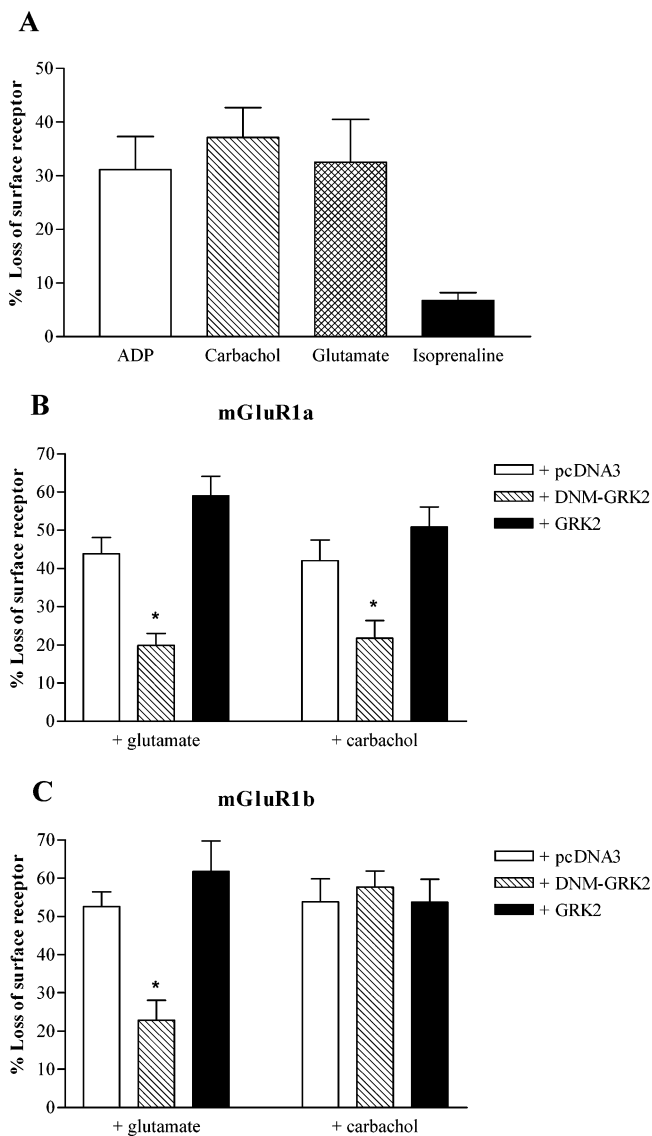 A
% Loss of surface receptor
50
40
30
20
10
0
ADP Carbachol Glutamate Isoprenaline
B
mGluR1a
% Loss of surface receptor
70
60
50
40
30
20
10
0
*
*
+ glutamate + carbachol
+ pcDNA3
+ DNM-GRK2
+ GRK2
C
mGluR1b
% Loss of surface receptor
70
60
50
40
30
20
10
0
*
+ glutamate + carbachol
+ pcDNA3
+ DNM-GRK2
+ GRK2